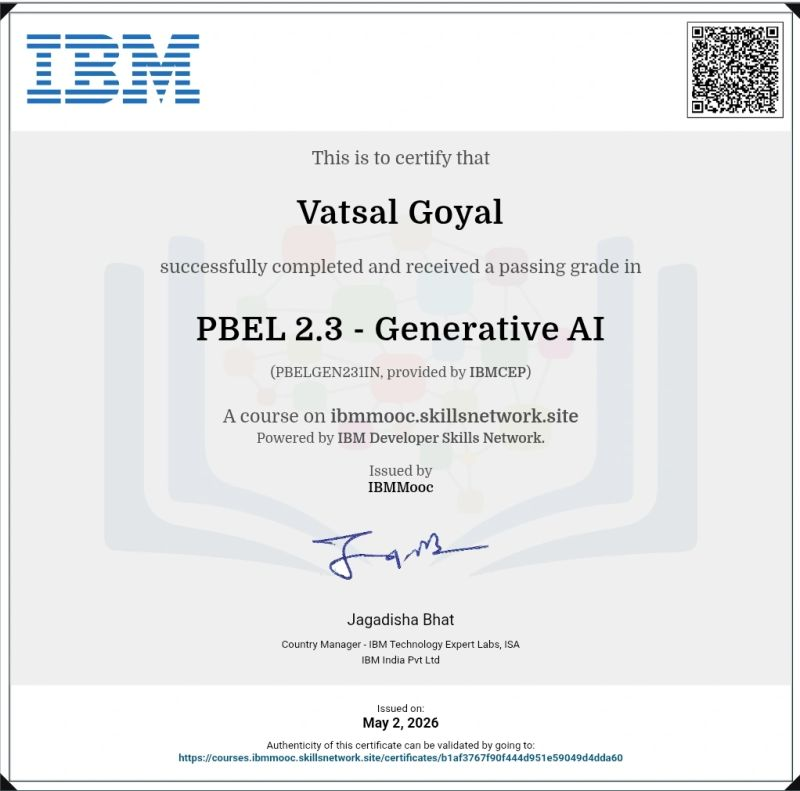 IBM
This is to certify that
Vatsal Goyal
successfully completed and received a passing grade in
PBEL 2.3 - Generative AI
(PBELGEN231IN, provided by IBMCEP)
A course on ibmmooc.skillsnetwork.site
Powered by IBM Developer Skills Network.
Issued by
IBMMooc
Jagadisha Bhat
Country Manager - IBM Technology Expert Labs, ISA
IBM India Pvt Ltd
Issued on:
May 2, 2026
Authenticity of this certificate can be validated by going to:
https://courses.ibmmooc.skillsnetwork.site/certificates/b1af3767f90f444d951e59049d4dda60